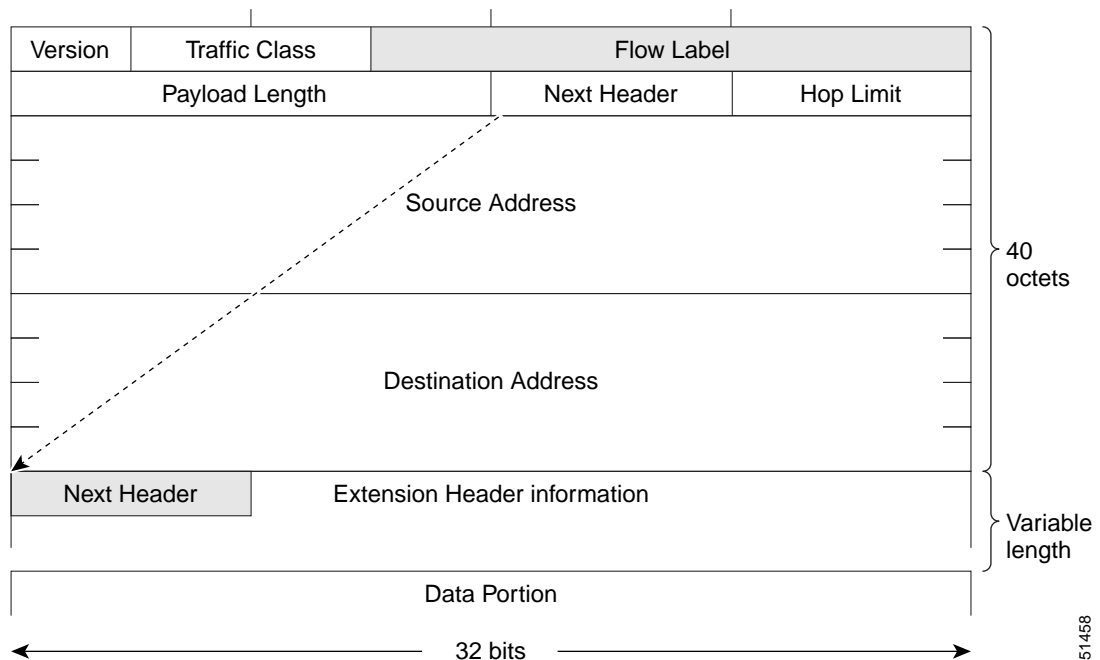 Version Traffic Class Flow Label
Payload Length Next Header Hop Limit
Source Address
40
octets
Destination Address
Next Header Extension Header information
Variable
length
Data Portion
32 bits
51458